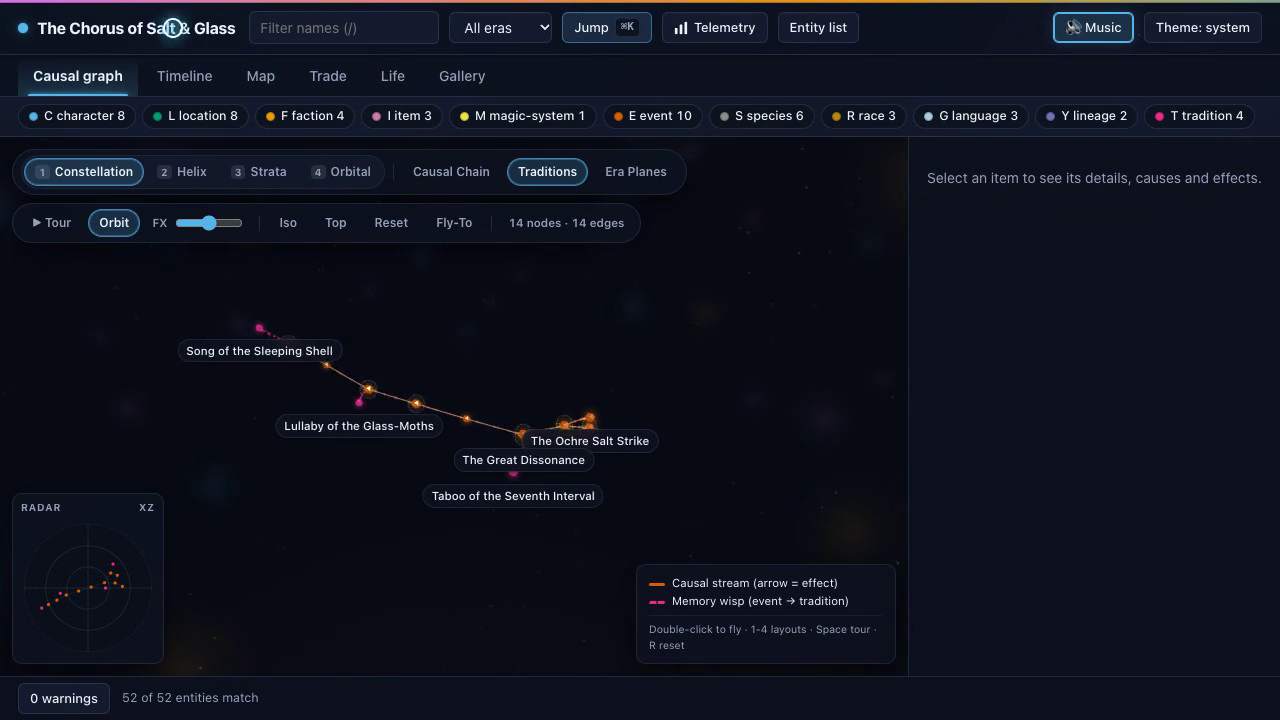 The Chorus of Salt & Glass
Filter names (/)
All eras
Jump ⌘K
Telemetry
Entity list
Music
Theme: system
Causal graph
Timeline
Map
Trade
Life
Gallery
C character 8
L location 8
F faction 4
I item 3
M magic-system 1
E event 10
S species 6
R race 3
G language 3
Y lineage 2
T tradition 4
1 Constellation
2 Helix
3 Strata
4 Orbital
Causal Chain
Traditions
Era Planes
Tour
Orbit
FX
Iso
Top
Reset
Fly-To
14 nodes · 14 edges
Select an item to see its details, causes and effects.
Song of the Sleeping Shell
Lullaby of the Glass-Moths
The Ochre Salt Strike
The Great Dissonance
Taboo of the Seventh Interval
RADAR
XZ
Causal stream (arrow = effect)
Memory wisp (event → tradition)
Double-click to fly · 1-4 layouts · Space tour ·
R reset
0 warnings
52 of 52 entities match